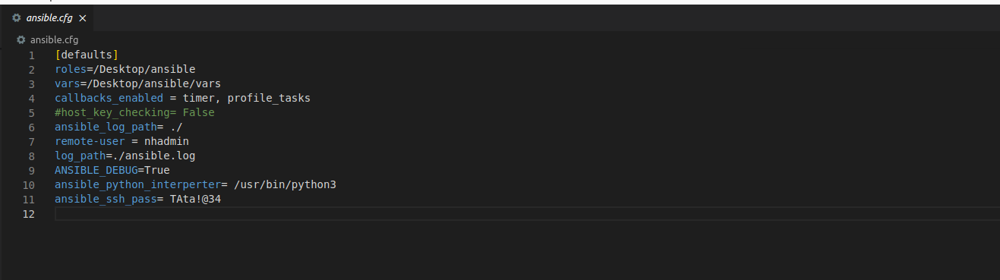 ansible.cfg ×
ansible.cfg
1 [defaults]
2 roles=/Desktop/ansible
3 vars=/Desktop/ansible/vars
4 callbacks_enabled = timer, profile_tasks
5 #host_key_checking= False
6 ansible_log_path= ./
7 remote-user = nhadmin
8 log_path=./ansible.log
9 ANSIBLE_DEBUG=True
10 ansible_python_interperter= /usr/bin/python3
11 ansible_ssh_pass= TAta!@34
12